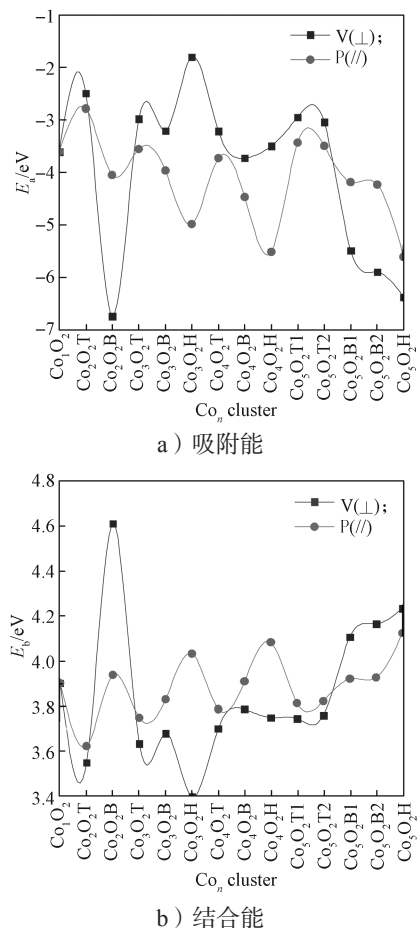 −1
−2
−3
−4
−5
−6
−7
Ea/eV
V(⊥);
P(//)
Co1O2
Co2O2T
Co2O2B
Co3O2T
Co3O2B
Co3O2H
Co4O2T
Co4O2B
Co4O2H
Co5O2T1
Co5O2T2
Co5O2B1
Co5O2B2
Co5O2H
Con cluster
a）吸附能
4.8
4.6
4.4
4.2
4.0
3.8
3.6
3.4
Eb/eV
V(⊥);
P(//)
Co1O2
Co2O2T
Co2O2B
Co3O2T
Co3O2B
Co3O2H
Co4O2T
Co4O2B
Co4O2H
Co5O2T1
Co5O2T2
Co5O2B1
Co5O2B2
Co5O2H
Con cluster
b）结合能